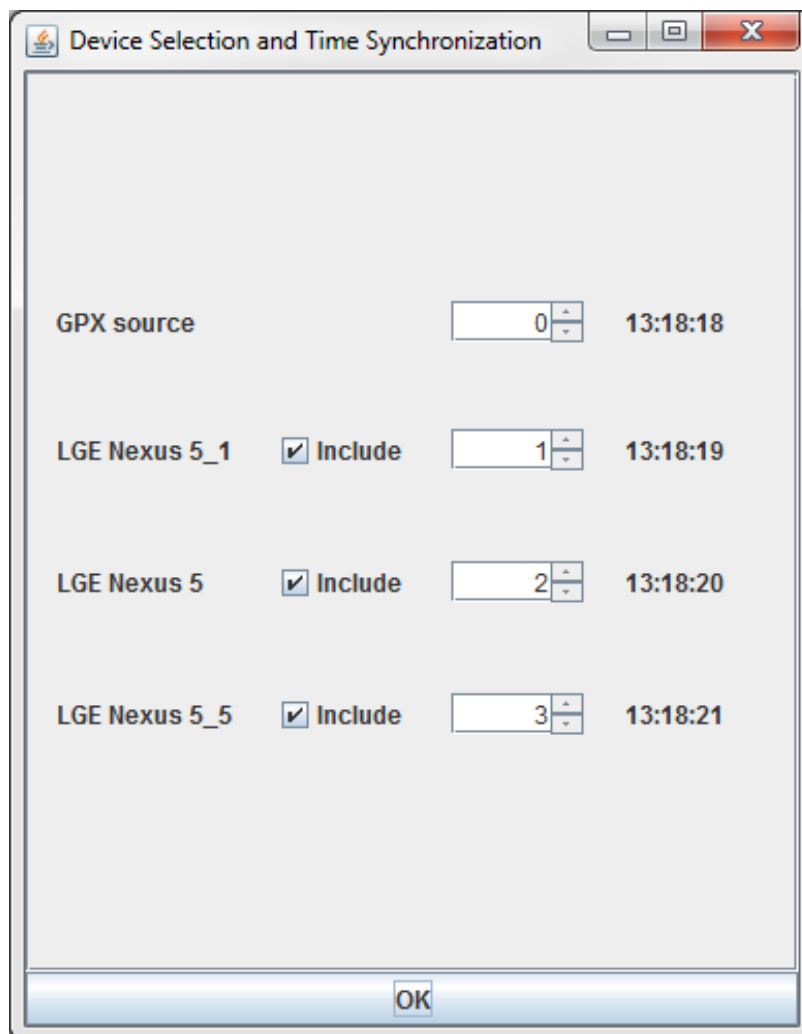 Device Selection and Time Synchronization
GPX source 0 13:18:18
LGE Nexus 5_1 Include 1 13:18:19
LGE Nexus 5 Include 2 13:18:20
LGE Nexus 5_5 Include 3 13:18:21
OK